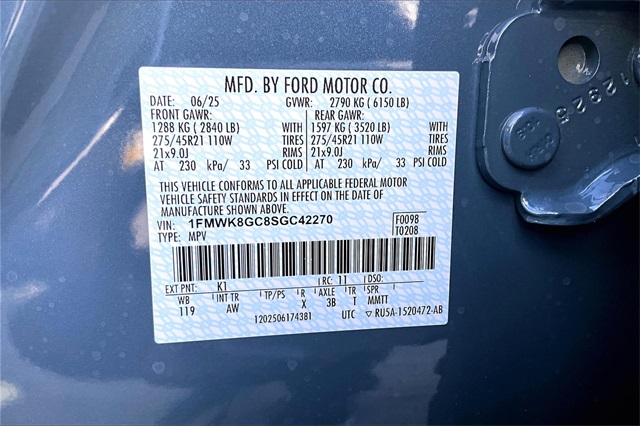 MFD. BY FORD MOTOR CO.
DATE: 06/25 GVWR: 2790 KG ( 6150 LB)
FRONT GAWR: REAR GAWR:
1288 KG ( 2840 LB) WITH 1597 KG ( 3520 LB) WITH
275/45R21 110W TIRES 275/45R21 110W TIRES
21x9.0J RIMS 21x9.0J RIMS
AT 230 kPa/ 33 PSI COLD AT 230 kPa/ 33 PSI COLD
THIS VEHICLE CONFORMS TO ALL APPLICABLE FEDERAL MOTOR
VEHICLE SAFETY STANDARDS IN EFFECT ON THE DATE OF
MANUFACTURE SHOWN ABOVE.
VIN: 1FMWK8GC8SGC42270 F0098
TYPE: MPV T0208
EXT PNT: K1 RC: 11 DSO:
WB INT TR TP/PS R AXLE TR SPR
119 AW X 3B T MMTT
1202506174381 UTC ▽ RU5A-1520472-AB